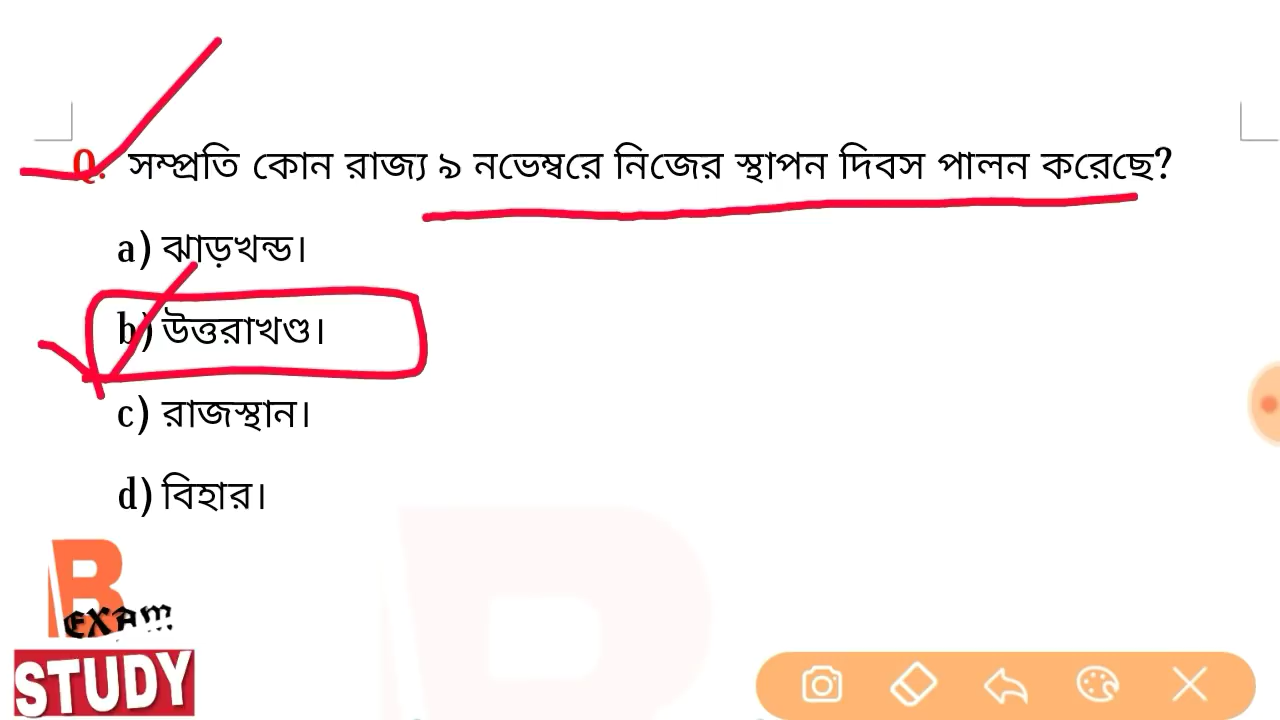 Q. সম্প্রতি কোন রাজ্য ৯ নভেম্বরে নিজের স্থাপন দিবস পালন করেছে?
a) ঝাড়খন্ড।
b) উত্তরাখণ্ড।
c) রাজস্থান।
d) বিহার।
B
EXAM
STUDY